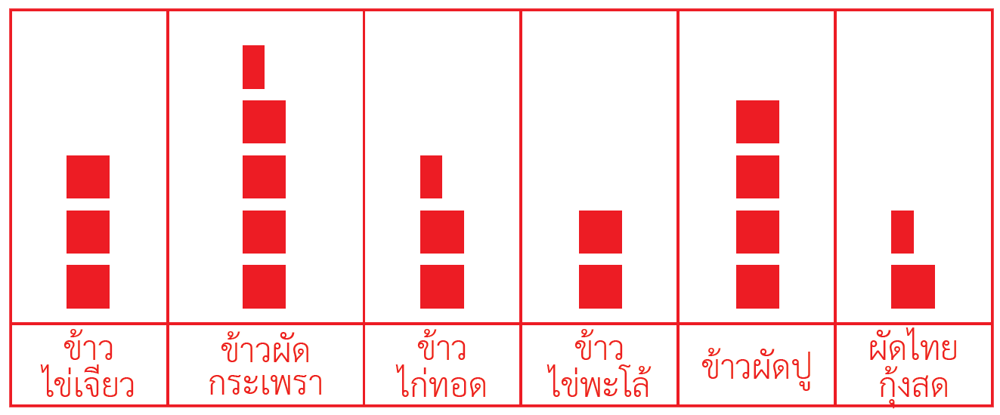 ข้าว
ไข่เจียว
ข้าวผัด
กระเพรา
ข้าว
ไก่ทอด
ข้าว
ไข่พะโล้
ข้าวผัดปู
ผัดไทย
กุ้งสด